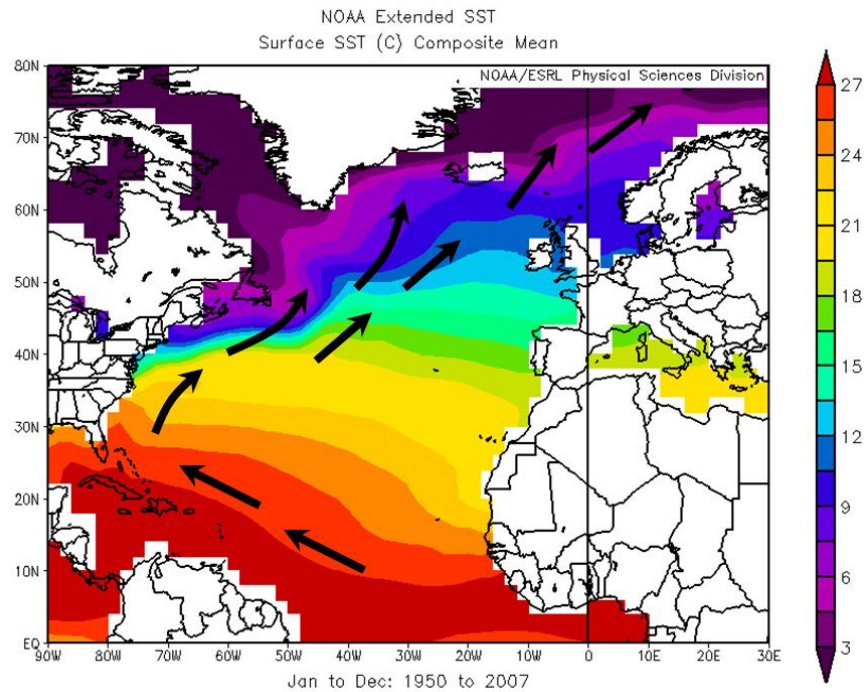 NOAA Extended SST
Surface SST (C) Composite Mean
NOAA/ESRL Physical Sciences Division
80N
70N
60N
50N
40N
30N
20N
10N
EQ
90W 80W 70W 60W 50W 40W 30W 20W 10W 0 10E 20E 30E
27
24
21
18
15
12
9
6
3
Jan to Dec: 1950 to 2007